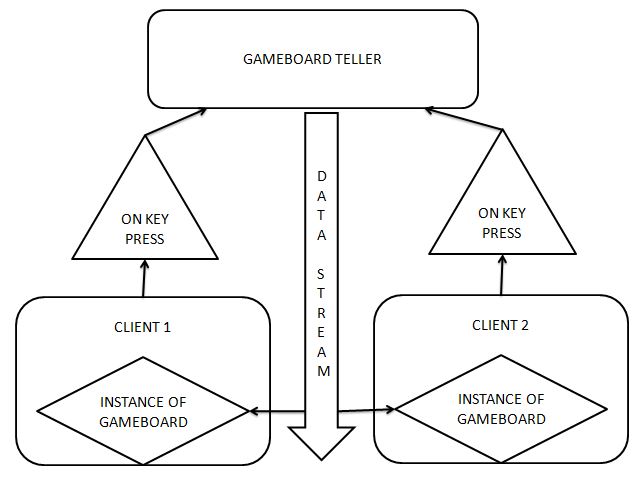 GAMEBOARD TELLER
ON KEY
PRESS
ON KEY
PRESS
DATA STREAM
CLIENT 1
INSTANCE OF
GAMEBOARD
CLIENT 2
INSTANCE OF
GAMEBOARD